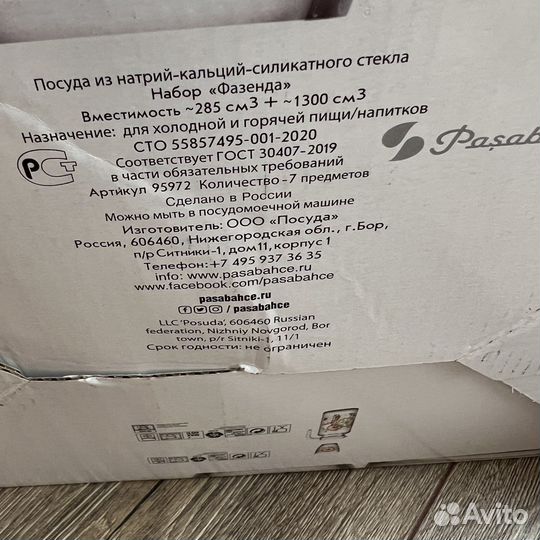 Посуда из натрий-кальций-силикатного стекла
Набор «Фазенда»
Вместимость ~285 см3 + ~1300 см3
Назначение: для холодной и горячей пищи/напитков
СТО 55857495-001-2020
Соответствует ГОСТ 30407-2019
в части обязательных требований
Артикул 95972 Количество -7 предметов
Сделано в России
Можно мыть в посудомоечной машине
Изготовитель: ООО «Посуда»
Россия, 606460, Нижегородская обл., г.Бор,
п/р Ситники-1, дом 11, корпус 1
Телефон:+7 495 937 36 35
info: www.pasabahce.ru
www.facebook.com/pasabahce
pasabahce.ru
/pasabahce
LLC 'Posuda', 606460 Russian
federation, Nizhniy Novgorod, Bor
town, p/r Sitniki-1, 11/1
Срок годности: не ограничен
РСТ
Paşabahç
Avito